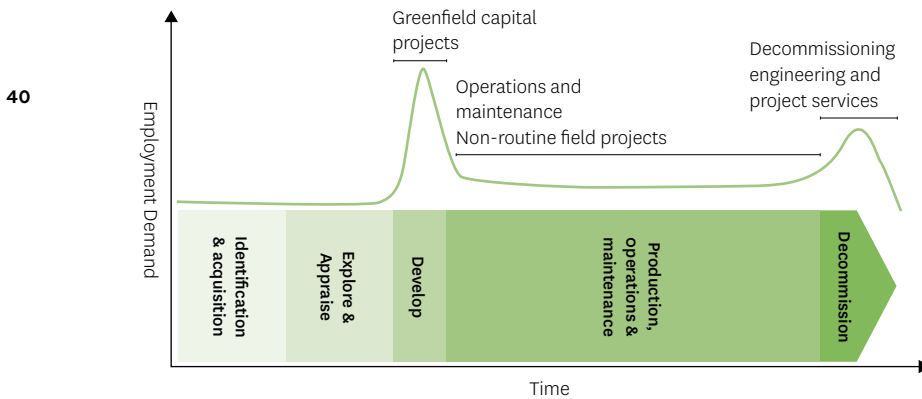 Greenfield capital
projects
Decommissioning
engineering and
project services
40
Operations and
maintenance
Non-routine field projects
Employment Demand
Identification
& acquisition
Explore &
Appraise
Develop
Production,
operations &
maintenance
Decommission
Time